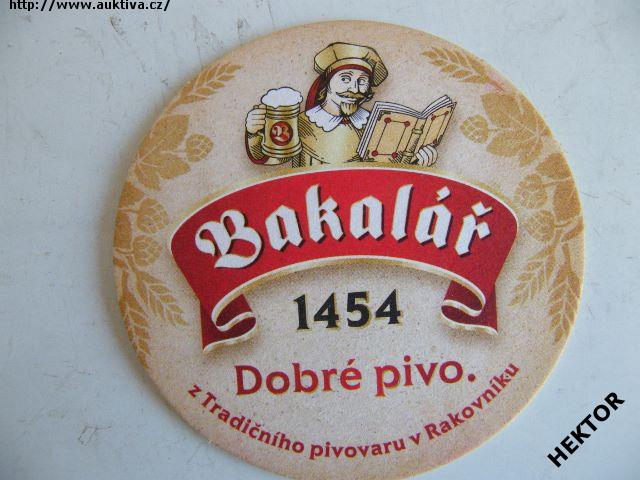 http://www.auktiva.cz/
B
Bakalář
1454
Dobré pivo.
z Tradičního pivovaru v Rakovníku
HEKTOR